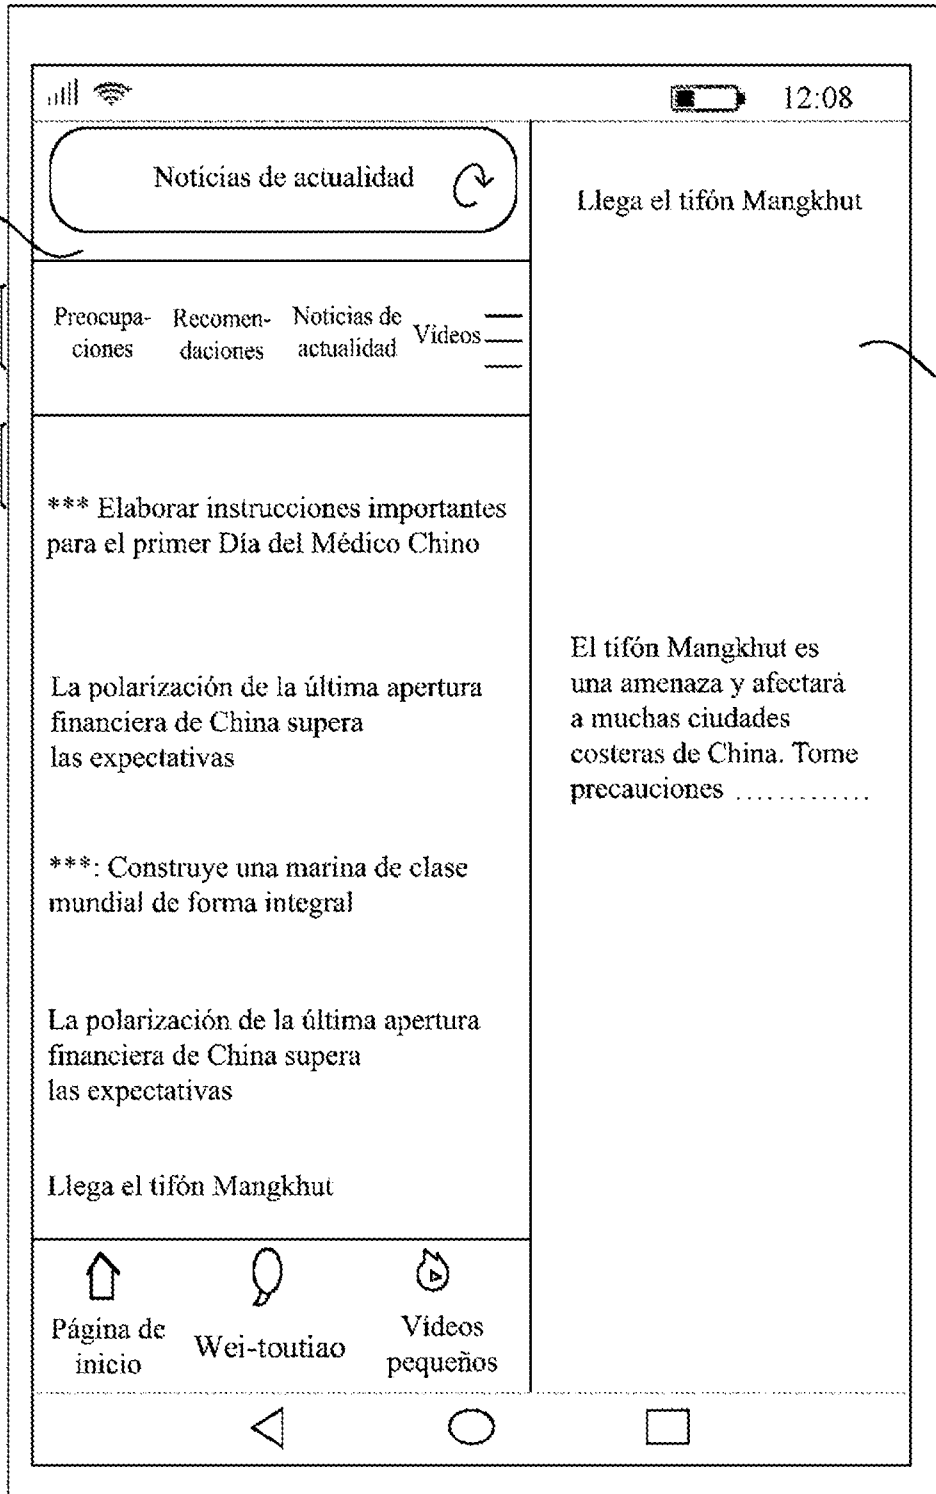 12:08
Noticias de actualidad
Preocupa-
ciones
Recomen-
daciones
Noticias de
actualidad
Vídeos
*** Elaborar instrucciones importantes
para el primer Día del Médico Chino
La polarización de la última apertura
financiera de China supera
las expectativas
***: Construye una marina de clase
mundial de forma integral
La polarización de la última apertura
financiera de China supera
las expectativas
Llega el tifón Mangkhut
Página de
inicio
Wei-toutiao
Vídeos
pequeños
Llega el tifón Mangkhut
El tifón Mangkhut es
una amenaza y afectará
a muchas ciudades
costeras de China. Tome
precauciones .............